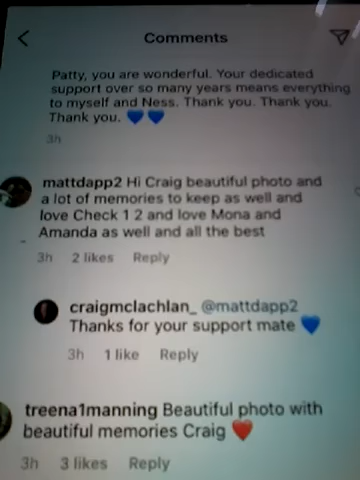 Comments
Patty, you are wonderful. Your dedicated
support over so many years means everything
to myself and Ness. Thank you. Thank you.
Thank you. 💙💙
3h
mattdapp2 Hi Craig beautiful photo and
a lot of memories to keep as well and
love Check 1 2 and love Mona and
Amanda as well and all the best
3h 2 likes Reply
craigmclachlan_ @mattdapp2
Thanks for your support mate 💙
3h 1 like Reply
treena1manning Beautiful photo with
beautiful memories Craig ❤️
3h 3 likes Reply